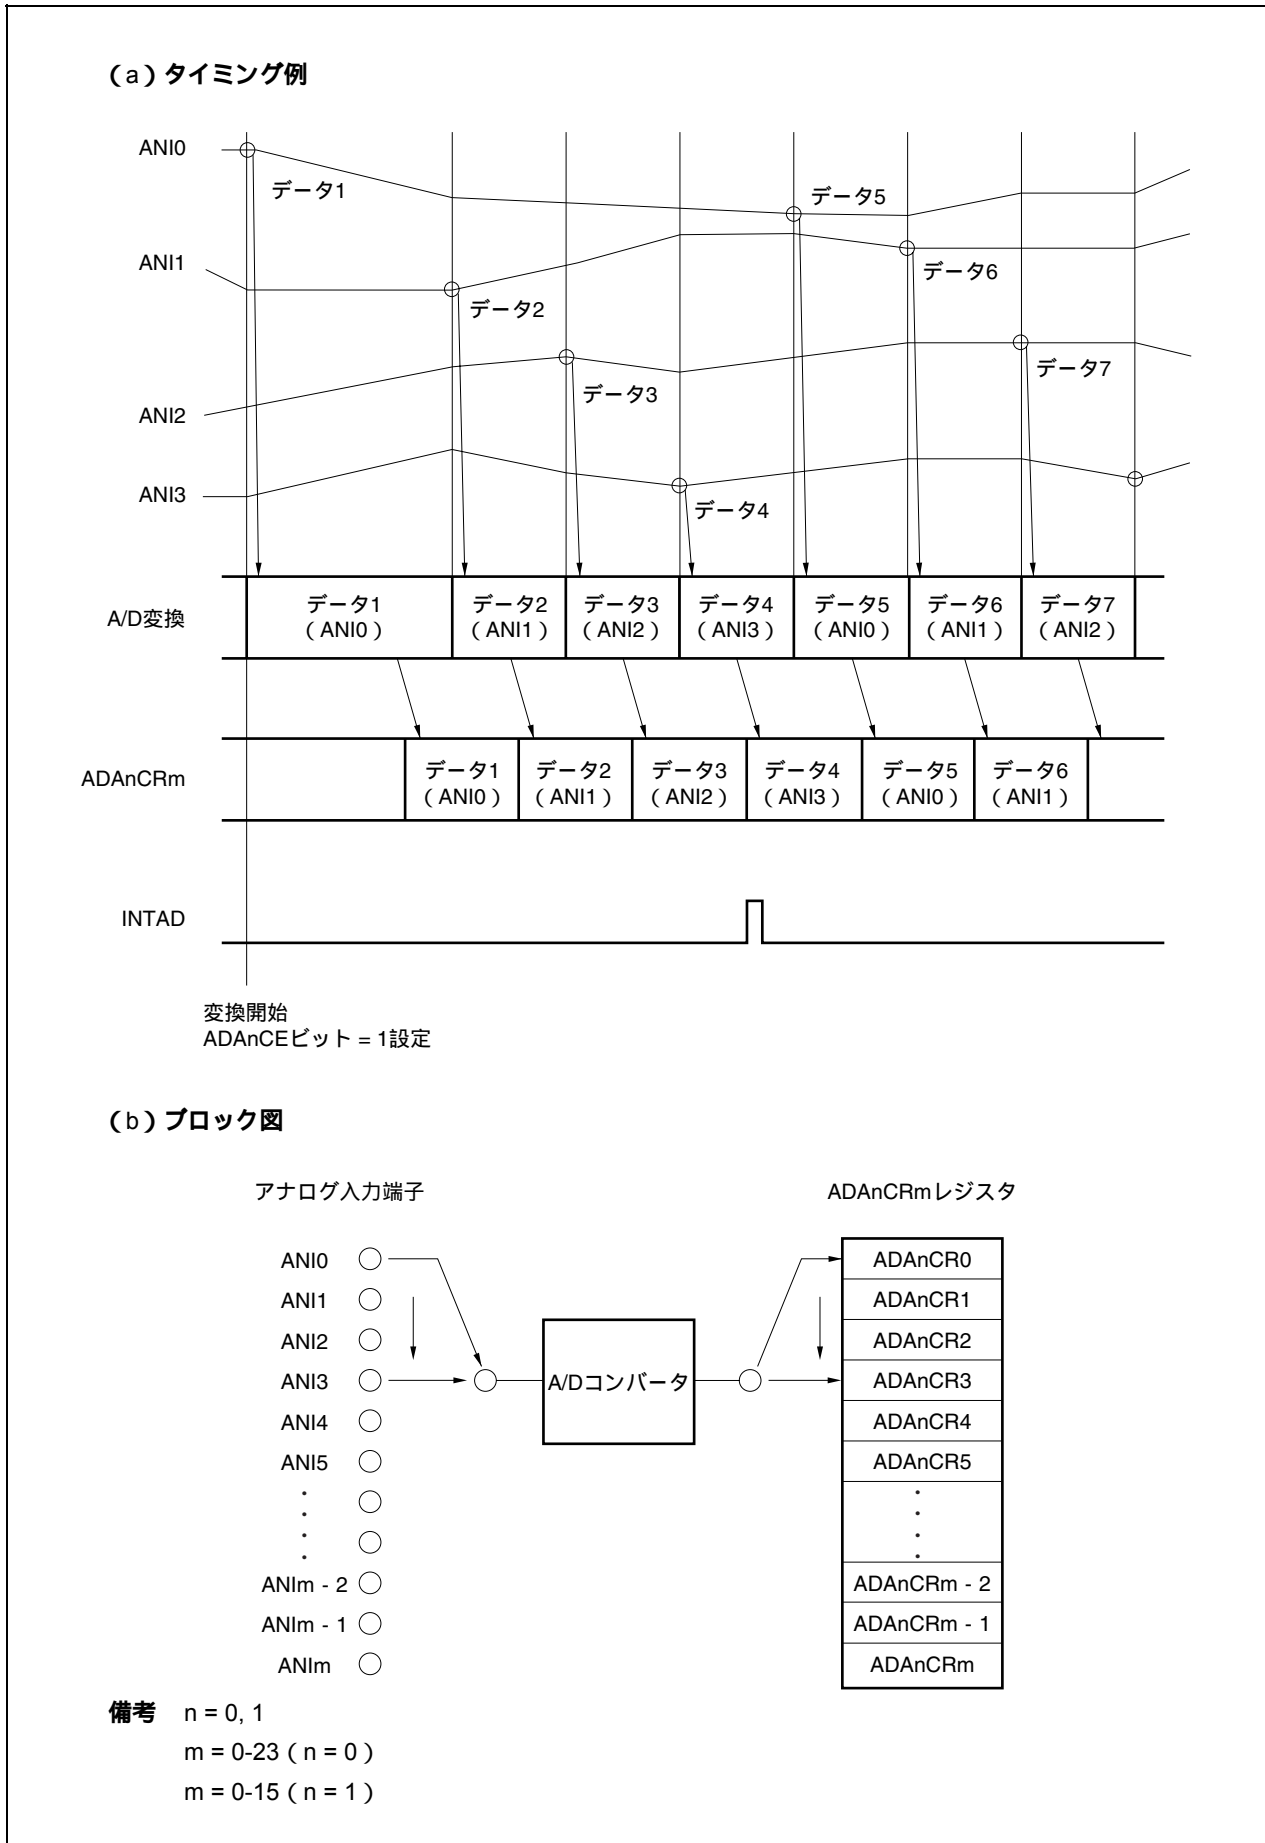 （a）タイミング例
ANI0
データ1
データ5
ANI1
データ6
データ2
データ7
データ3
ANI2
ANI3
データ4
A/D変換
データ1 データ2 データ3 データ4 データ5 データ6 データ7
（ANI0） （ANI1） （ANI2） （ANI3） （ANI0） （ANI1） （ANI2）
ADAnCRm
データ1 データ2 データ3 データ4 データ5 データ6
（ANI0） （ANI1） （ANI2） （ANI3） （ANI0） （ANI1）
INTAD
変換開始
ADAnCEビット = 1設定
（b）ブロック図
アナログ入力端子 ADAnCRmレジスタ
ANI0 ADAnCR0
ANI1 ADAnCR1
ANI2 ADAnCR2
ANI3 A/Dコンバータ ADAnCR3
ANI4 ADAnCR4
ANI5 ADAnCR5
ANIm - 2 ADAnCRm - 2
ANIm - 1 ADAnCRm - 1
ANIm ADAnCRm
備考 n = 0, 1
m = 0-23（n = 0）
m = 0-15（n = 1）